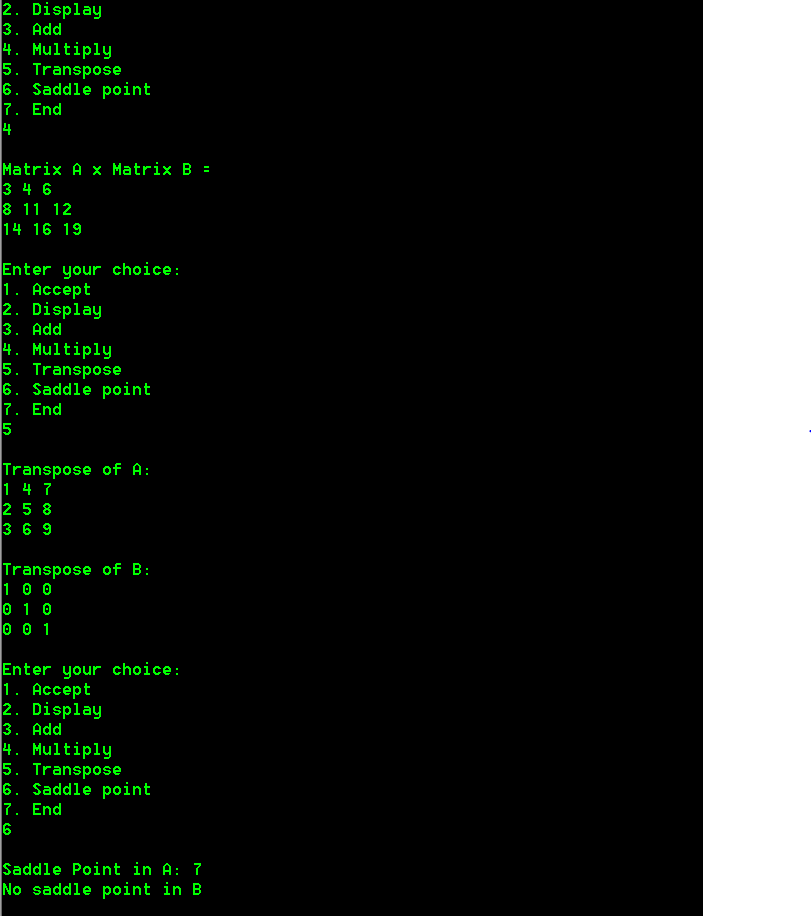 2. Display
3. Add
4. Multiply
5. Transpose
6. Saddle point
7. End
4
Matrix A x Matrix B =
3 4 6
8 11 12
14 16 19
Enter your choice:
1. Accept
2. Display
3. Add
4. Multiply
5. Transpose
6. Saddle point
7. End
5
Transpose of A:
1 4 7
2 5 8
3 6 9
Transpose of B:
1 0 0
0 1 0
0 0 1
Enter your choice:
1. Accept
2. Display
3. Add
4. Multiply
5. Transpose
6. Saddle point
7. End
6
Saddle Point in A: 7
No saddle point in B